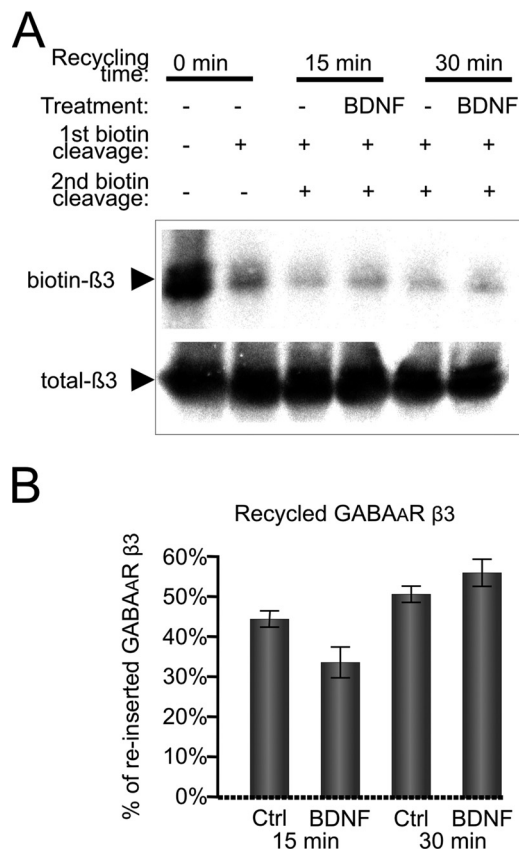 A
Recycling time: 0 min 15 min 30 min
Treatment: - - - BDNF - BDNF
1st biotin cleavage: - + + + + +
2nd biotin cleavage: - - + + + +
biotin-ß3
total-ß3
B
Recycled GABAAR β3
% of re-inserted GABAAR β3
60%
50%
40%
30%
20%
10%
0%
Ctrl BDNF Ctrl BDNF
15 min 30 min